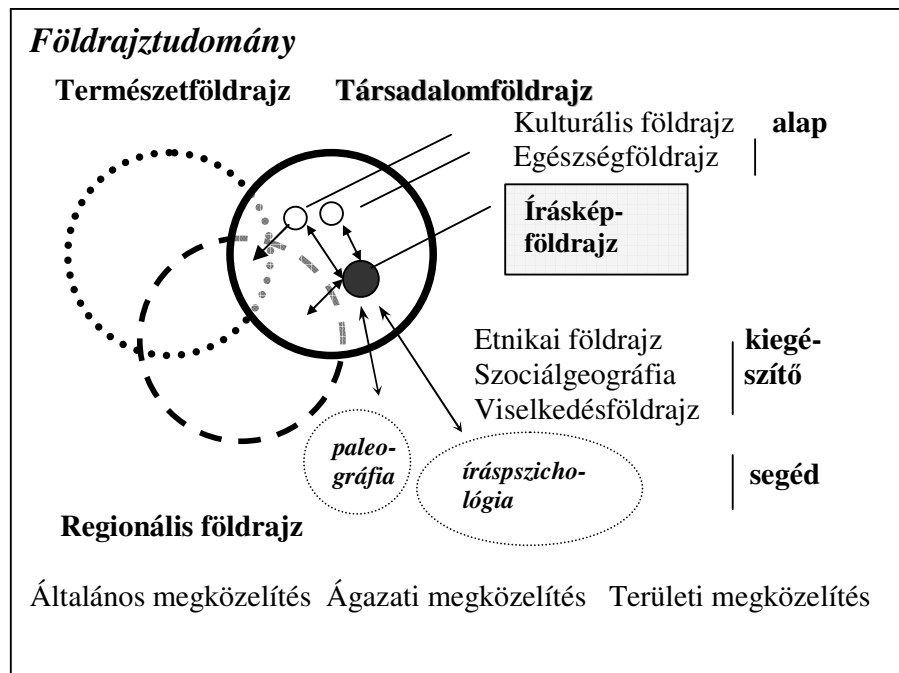 Földrajztudomány
Természetföldrajz Társadalomföldrajz
Kulturális földrajz alap
Egészségföldrajz
Íráskép-
földrajz
Etnikai földrajz kiegé-
Szociálgeográfia szítő
Viselkedésföldrajz
paleo-
gráfia
íráspszicho-
lógia
segéd
Regionális földrajz
Általános megközelítés Ágazati megközelítés Területi megközelítés